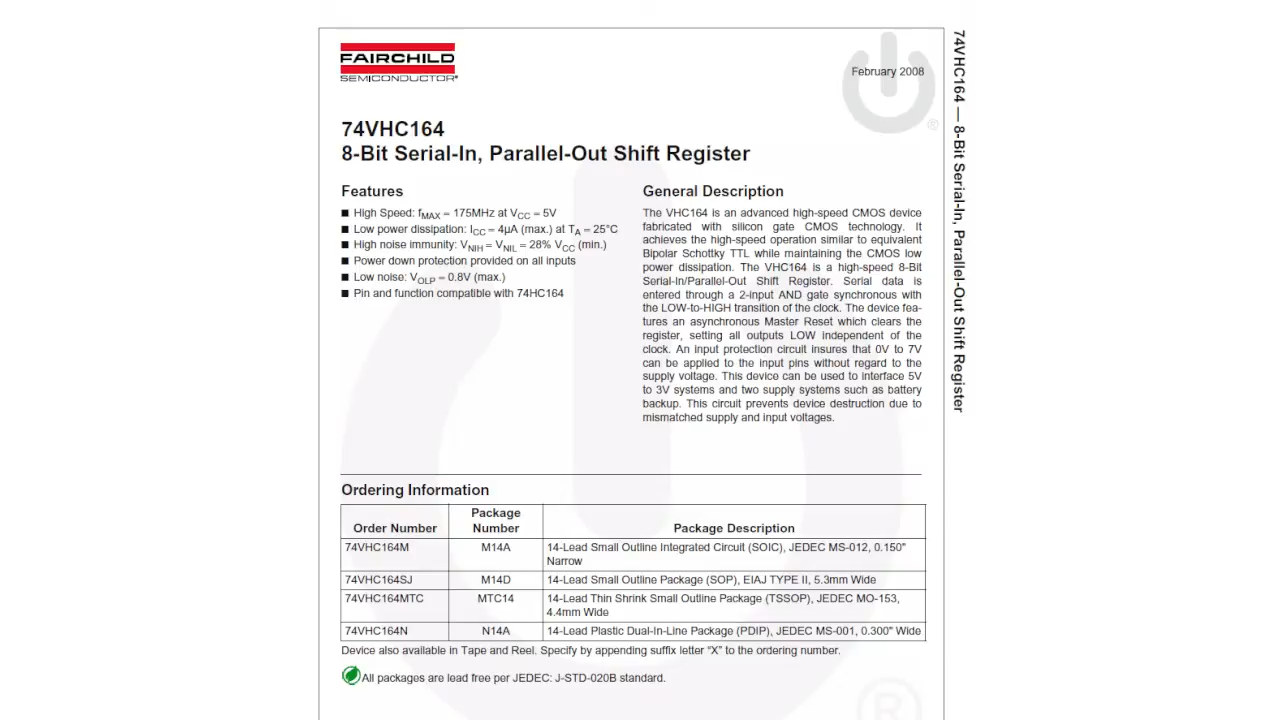 FAIRCHILD
SEMICONDUCTOR®
February 2008
®
74VHC164
8-Bit Serial-In, Parallel-Out Shift Register
Features
■ High Speed: fMAX = 175MHz at VCC = 5V
■ Low power dissipation: ICC = 4µA (max.) at TA = 25°C
■ High noise immunity: VNIH = VNIL = 28% VCC (min.)
■ Power down protection provided on all inputs
■ Low noise: VOLP = 0.8V (max.)
■ Pin and function compatible with 74HC164
General Description
The VHC164 is an advanced high-speed CMOS device
fabricated with silicon gate CMOS technology. It
achieves the high-speed operation similar to equivalent
Bipolar Schottky TTL while maintaining the CMOS low
power dissipation. The VHC164 is a high-speed 8-Bit
Serial-In/Parallel-Out Shift Register. Serial data is
entered through a 2-input AND gate synchronous with
the LOW-to-HIGH transition of the clock. The device fea-
tures an asynchronous Master Reset which clears the
register, setting all outputs LOW independent of the
clock. An input protection circuit insures that 0V to 7V
can be applied to the input pins without regard to the
supply voltage. This device can be used to interface 5V
to 3V systems and two supply systems such as battery
backup. This circuit prevents device destruction due to
mismatched supply and input voltages.
Ordering Information
Order Number Package Number Package Description
74VHC164M M14A 14-Lead Small Outline Integrated Circuit (SOIC), JEDEC MS-012, 0.150"
Narrow
74VHC164SJ M14D 14-Lead Small Outline Package (SOP), EIAJ TYPE II, 5.3mm Wide
74VHC164MTC MTC14 14-Lead Thin Shrink Small Outline Package (TSSOP), JEDEC MO-153,
4.4mm Wide
74VHC164N N14A 14-Lead Plastic Dual-In-Line Package (PDIP), JEDEC MS-001, 0.300" Wide
Device also available in Tape and Reel. Specify by appending suffix letter “X” to the ordering number.
All packages are lead free per JEDEC: J-STD-020B standard.
®
74VHC164 — 8-Bit Serial-In, Parallel-Out Shift Register